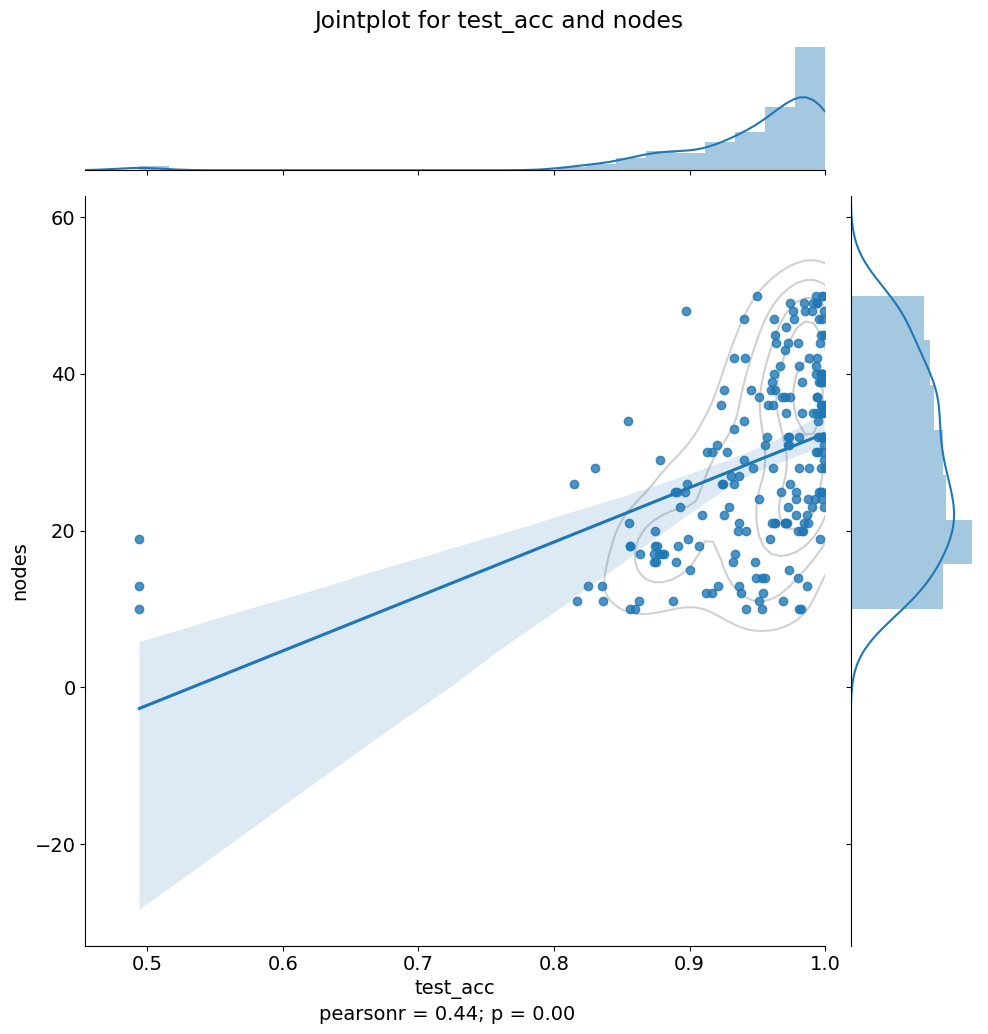 Jointplot for test_acc and nodes
60
40
20
0
−20
nodes
0.5 0.6 0.7 0.8 0.9 1.0
test_acc
pearsonr = 0.44; p = 0.00